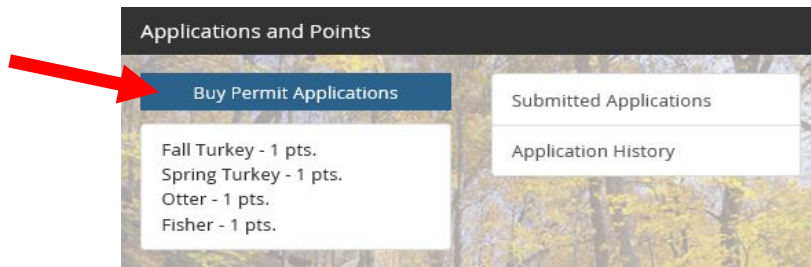 Applications and Points
Buy Permit Applications
Fall Turkey - 1 pts.
Spring Turkey - 1 pts.
Otter - 1 pts.
Fisher - 1 pts.
Submitted Applications
Application History